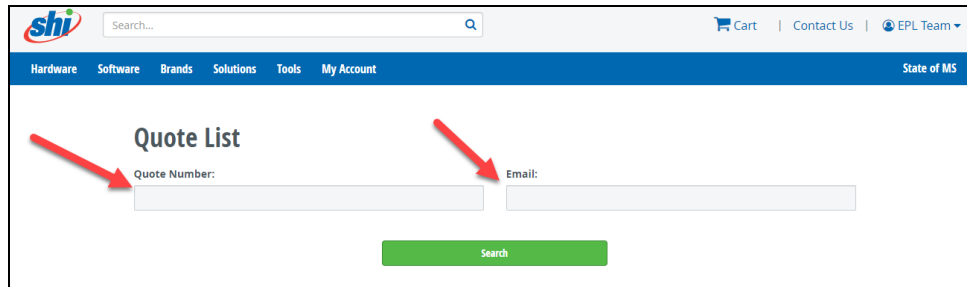 shi
Search...
Cart | Contact Us | EPL Team
Hardware Software Brands Solutions Tools My Account State of MS
Quote List
Quote Number: Email:
Search